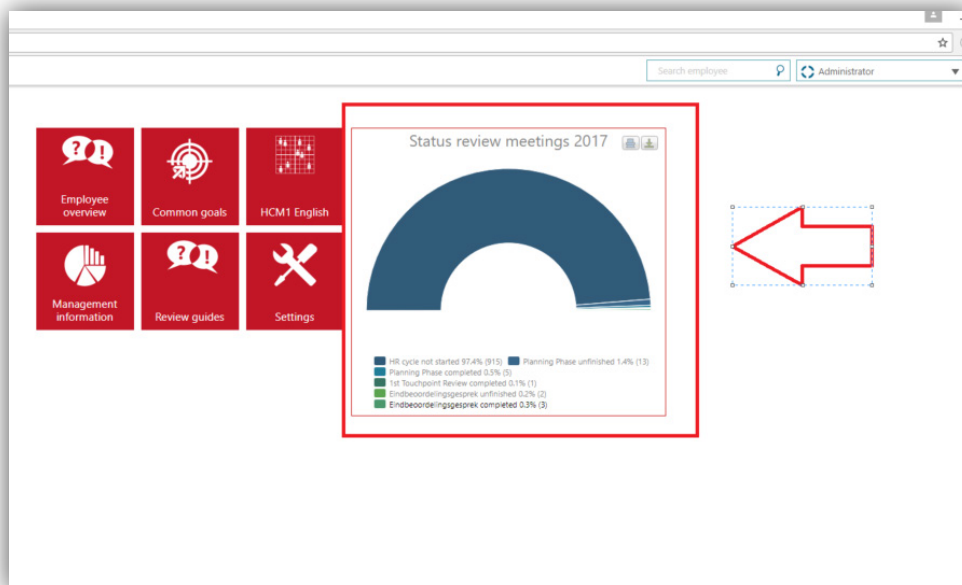 Search employee
Administrator
Employee
overview
Common goals
HCM1 English
Management
information
Review guides
Settings
Status review meetings 2017
HR cycle not started 97.4% (915) Planning Phase unfinished 1.4% (13)
Planning Phase completed 0.5% (5)
1st Touchpoint Review completed 0.1% (1)
Eindbeoordelingsgesprek unfinished 0.2% (2)
Eindbeoordelingsgesprek completed 0.3% (3)